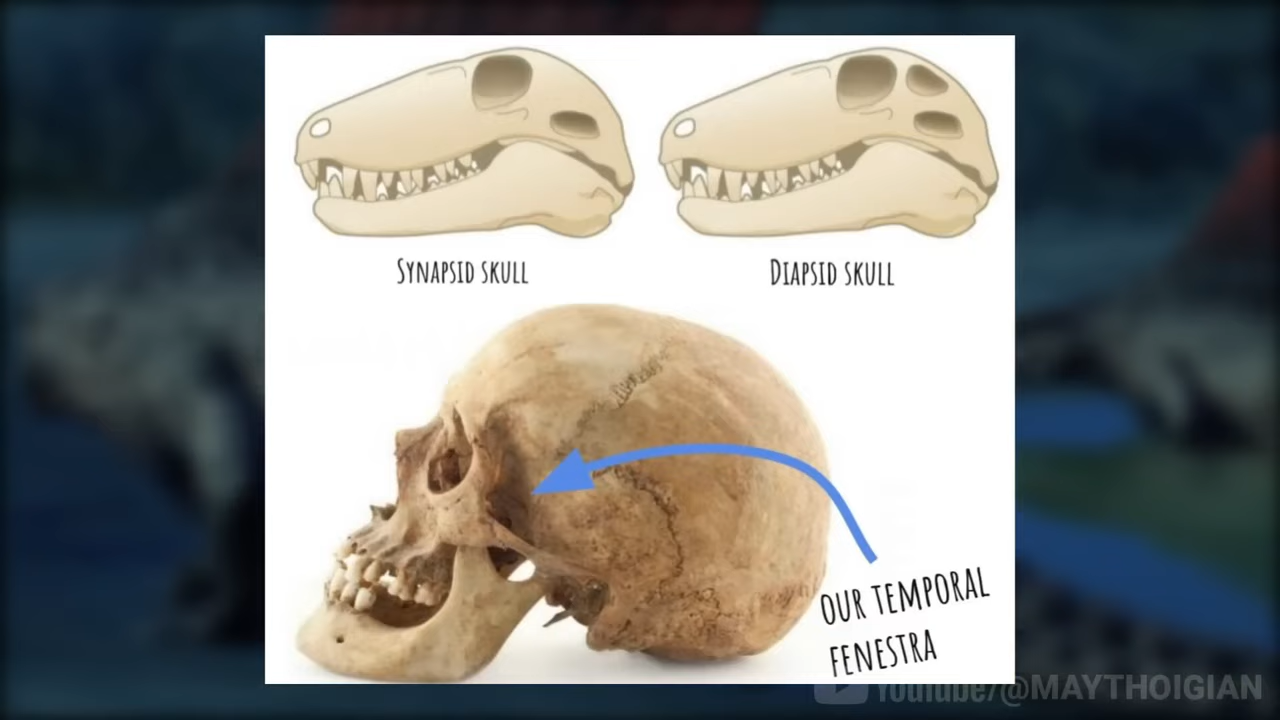 Synapsid skull
Diapsid skull
our temporal
fenestra
Youtube/@MAYTHOIGIAN